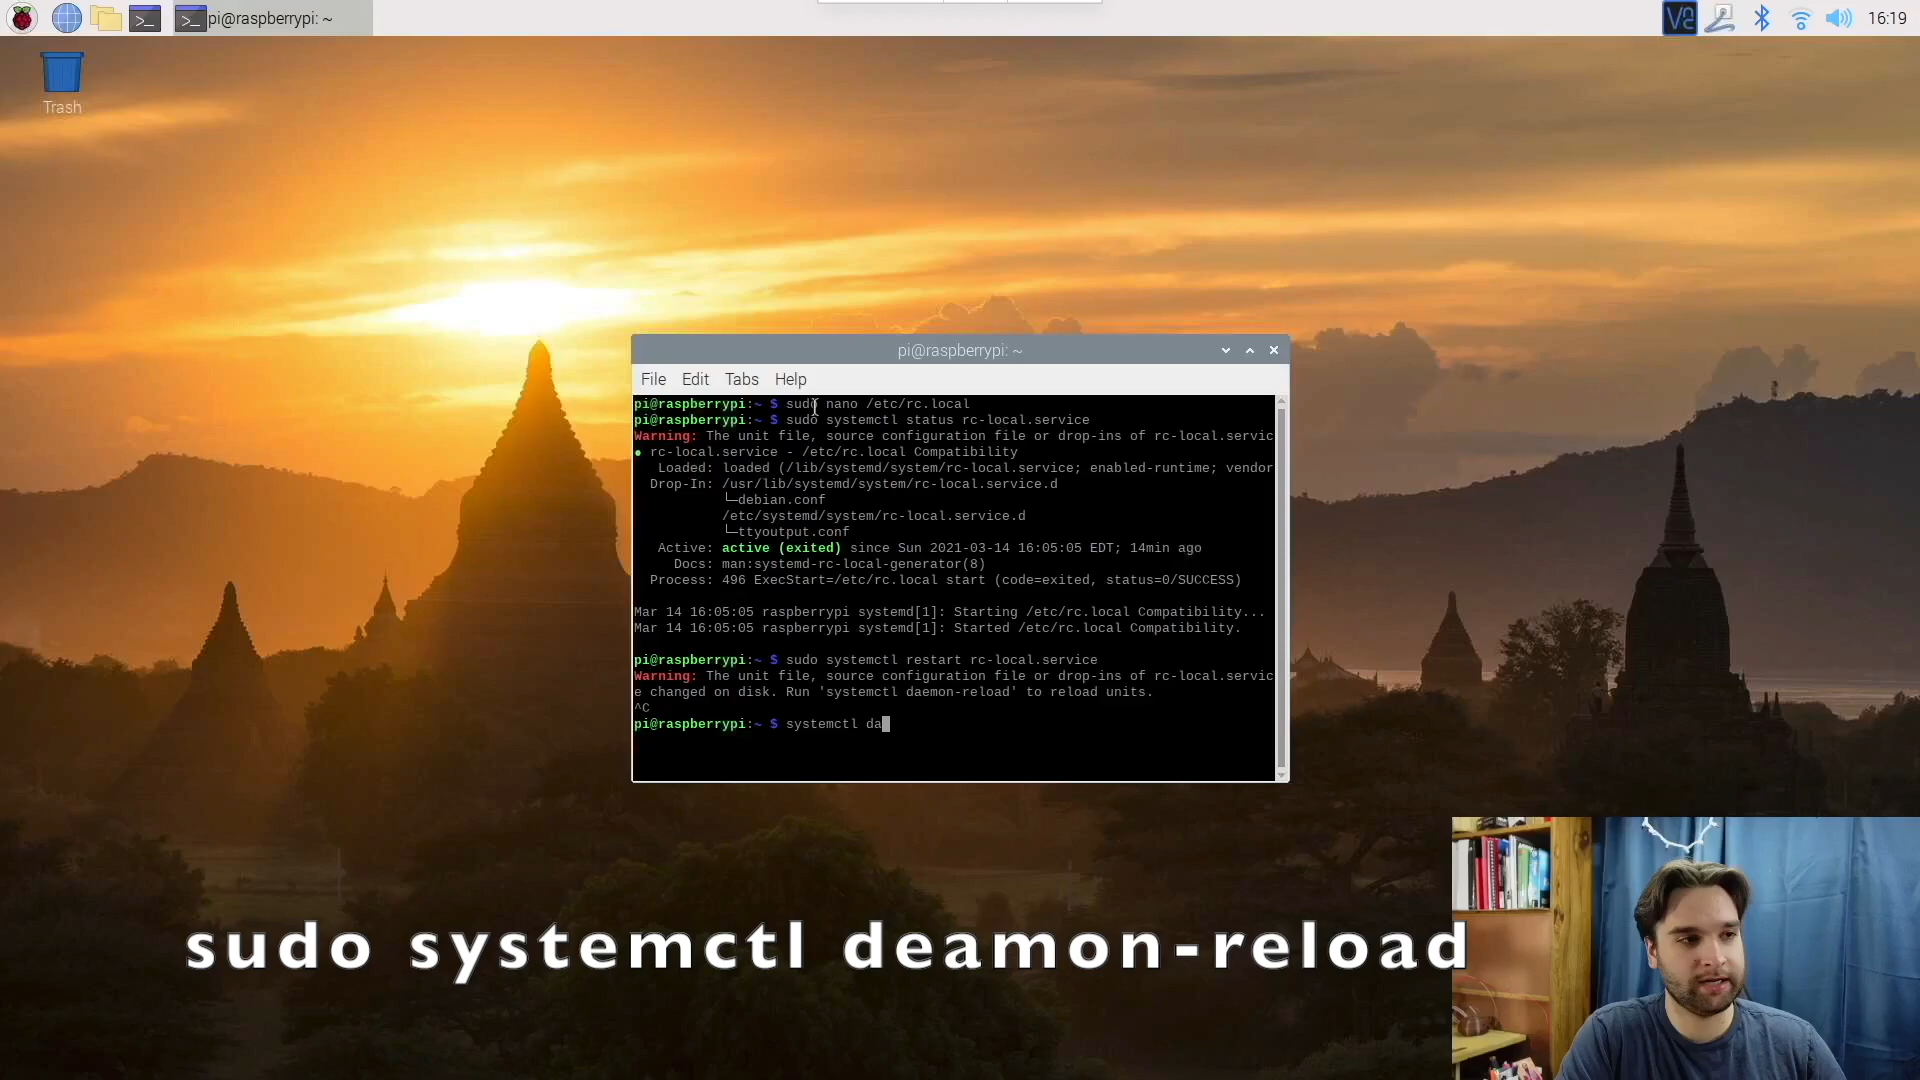 pi@raspberrypi: ~
16:19
Trash
pi@raspberrypi: ~
File Edit Tabs Help
pi@raspberrypi:~ $ sudo nano /etc/rc.local
pi@raspberrypi:~ $ sudo systemctl status rc-local.service
Warning: The unit file, source configuration file or drop-ins of rc-local.servic
● rc-local.service - /etc/rc.local Compatibility
Loaded: loaded (/lib/systemd/system/rc-local.service; enabled-runtime; vendor
Drop-In: /usr/lib/systemd/system/rc-local.service.d
└─debian.conf
/etc/systemd/system/rc-local.service.d
└─ttyoutput.conf
Active: active (exited) since Sun 2021-03-14 16:05:05 EDT; 14min ago
Docs: man:systemd-rc-local-generator(8)
Process: 496 ExecStart=/etc/rc.local start (code=exited, status=0/SUCCESS)
Mar 14 16:05:05 raspberrypi systemd[1]: Starting /etc/rc.local Compatibility...
Mar 14 16:05:05 raspberrypi systemd[1]: Started /etc/rc.local Compatibility.
pi@raspberrypi:~ $ sudo systemctl restart rc-local.service
Warning: The unit file, source configuration file or drop-ins of rc-local.servic
e changed on disk. Run 'systemctl daemon-reload' to reload units.
^C
pi@raspberrypi:~ $ systemctl da
sudo systemctl deamon-reload